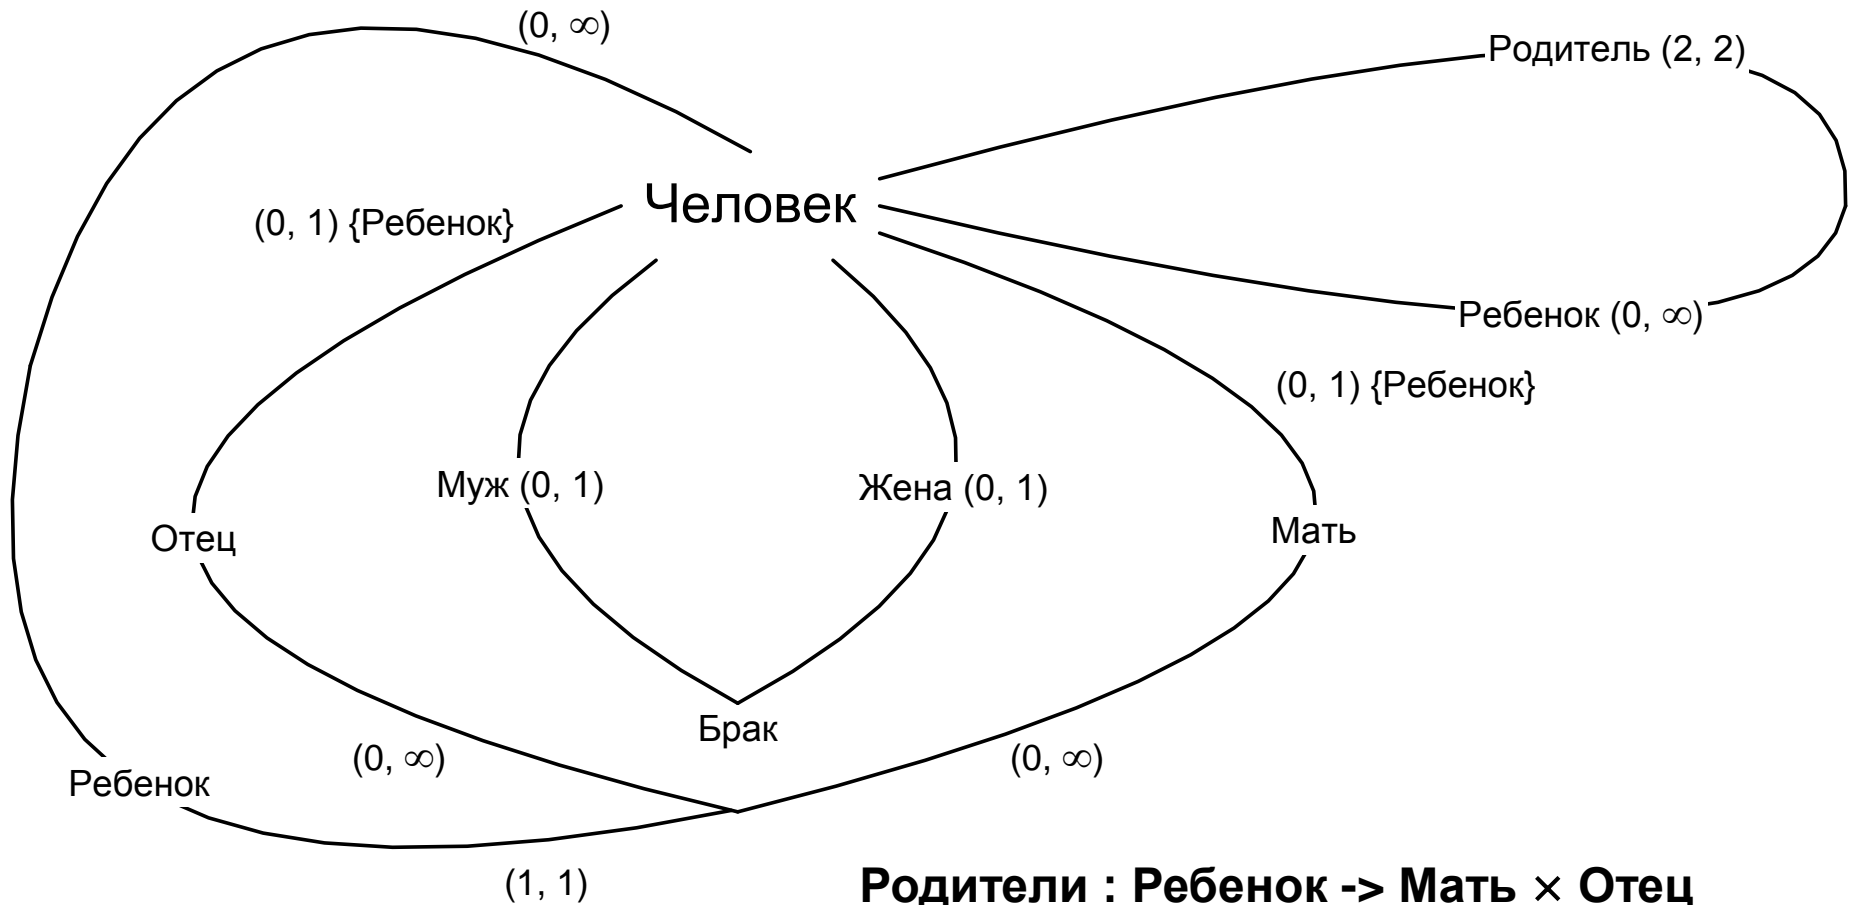 (0, ∞)
Родитель (2, 2)
Человек
(0, 1) {Ребенок}
Ребенок (0, ∞)
(0, 1) {Ребенок}
Муж (0, 1)
Жена (0, 1)
Отец
Мать
Брак
(0, ∞)
(0, ∞)
Ребенок
(1, 1)
Родители : Ребенок -> Мать × Отец